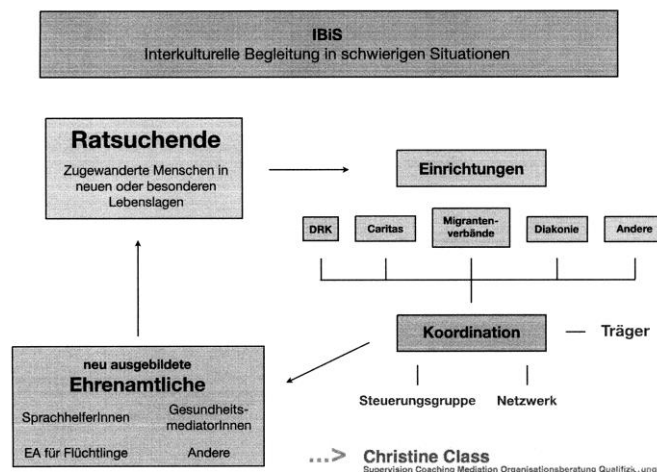 IBiS
Interkulturelle Begleitung in schwierigen Situationen
Ratsuchende
Zugewanderte Menschen in
neuen oder besonderen
Lebenslagen
Einrichtungen
DRK
Caritas
Migranten-
verbände
Diakonie
Andere
Koordination
Träger
Steuerungsgruppe
Netzwerk
neu ausgebildete
Ehrenamtliche
SprachhelferInnen
Gesundheits-
mediatorInnen
EA für Flüchtlinge
Andere
...> Christine Class
Supervision Coaching Mediation Organisationsberatung